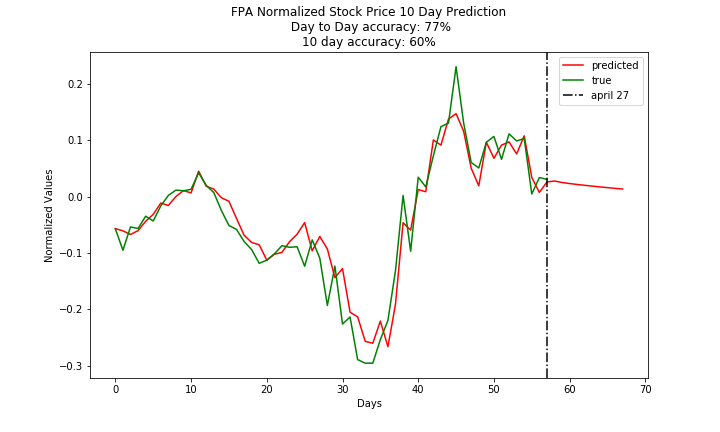 FPA Normalized Stock Price 10 Day Prediction
Day to Day accuracy: 77%
10 day accuracy: 60%
predicted
true
april 27
Normalized Values
0.2
0.1
0.0
−0.1
−0.2
−0.3
0 10 20 30 40 50 60 70
Days